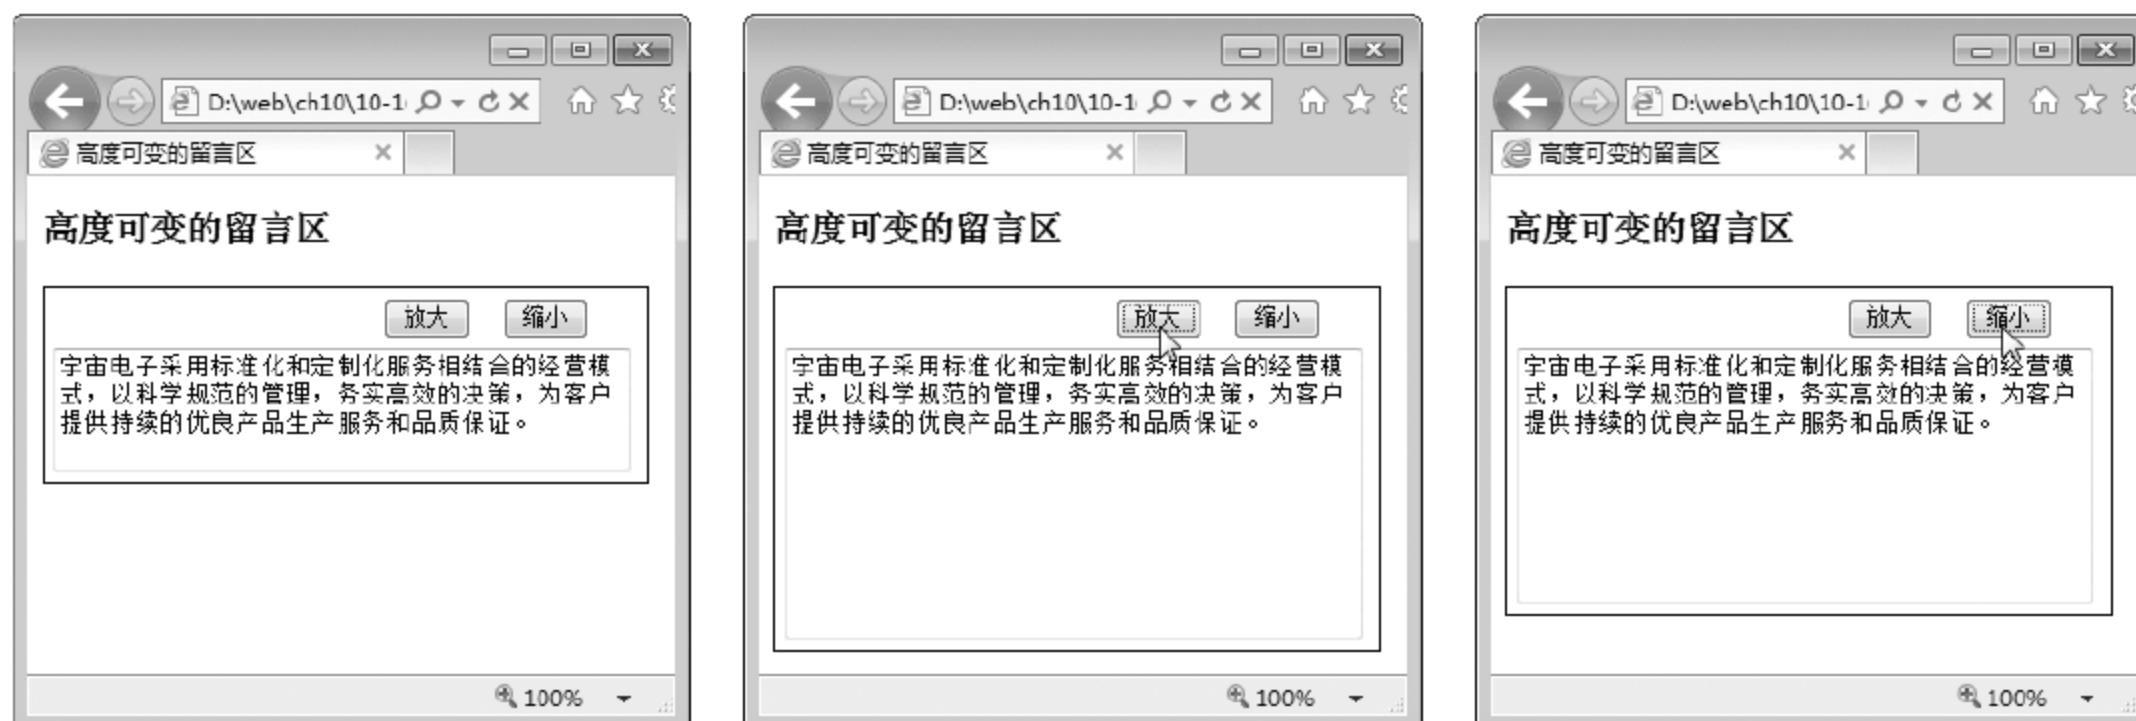 D:\web\ch10\10-1
高度可变的留言区
高度可变的留言区
放大 缩小
宇宙电子采用标准化和定制化服务相结合的经营模
式，以科学规范的管理，务实高效的决策，为客户
提供持续的优良产品生产服务和品质保证。
100%
D:\web\ch10\10-1
高度可变的留言区
高度可变的留言区
放大 缩小
宇宙电子采用标准化和定制化服务相结合的经营模
式，以科学规范的管理，务实高效的决策，为客户
提供持续的优良产品生产服务和品质保证。
100%
D:\web\ch10\10-1
高度可变的留言区
高度可变的留言区
放大 缩小
宇宙电子采用标准化和定制化服务相结合的经营模
式，以科学规范的管理，务实高效的决策，为客户
提供持续的优良产品生产服务和品质保证。
100%